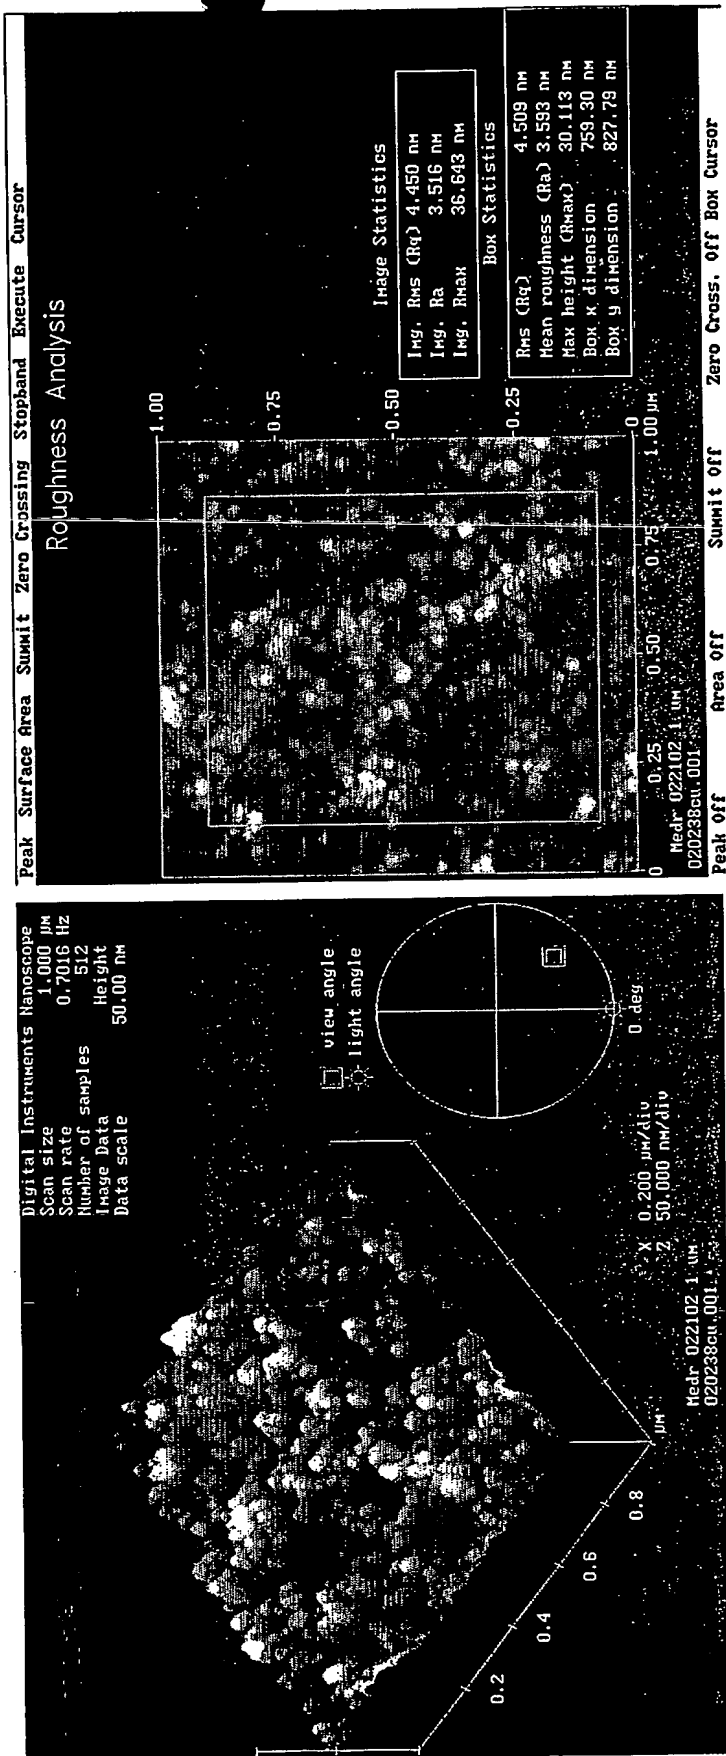 Peak Surface Area Summit Zero Crossing Stopband Execute Cursor
Roughness Analysis
Image Statistics
Img. Rms (Rq) 4.450 nm
Img. Ra 3.516 nm
Img. Rmax 36.643 nm
Box Statistics
Rms (Rq) 4.509 nm
Mean roughness (Ra) 3.593 nm
Max height (Rmax) 30.113 nm
Box x dimension 759.30 nm
Box y dimension 827.79 nm
1.00
0.75
0.50
0.25
0
0 0.25 0.50 0.75 1.00 µm
Medr 022102 1 um
020238cu.001
Peak Off Area Off Summit Off Zero Cross. Off Box Cursor
Digital Instruments Nanoscope
Scan size 1.000 µm
Scan rate 0.7016 Hz
Number of samples 512
Image Data Height
Data scale 50.00 nm
view angle
light angle
0 deg
0.2
0.4
0.6
0.8
µm
X 0.200 µm/div
Z 50.000 nm/div
Medr 022102 1 um
020238cu.001